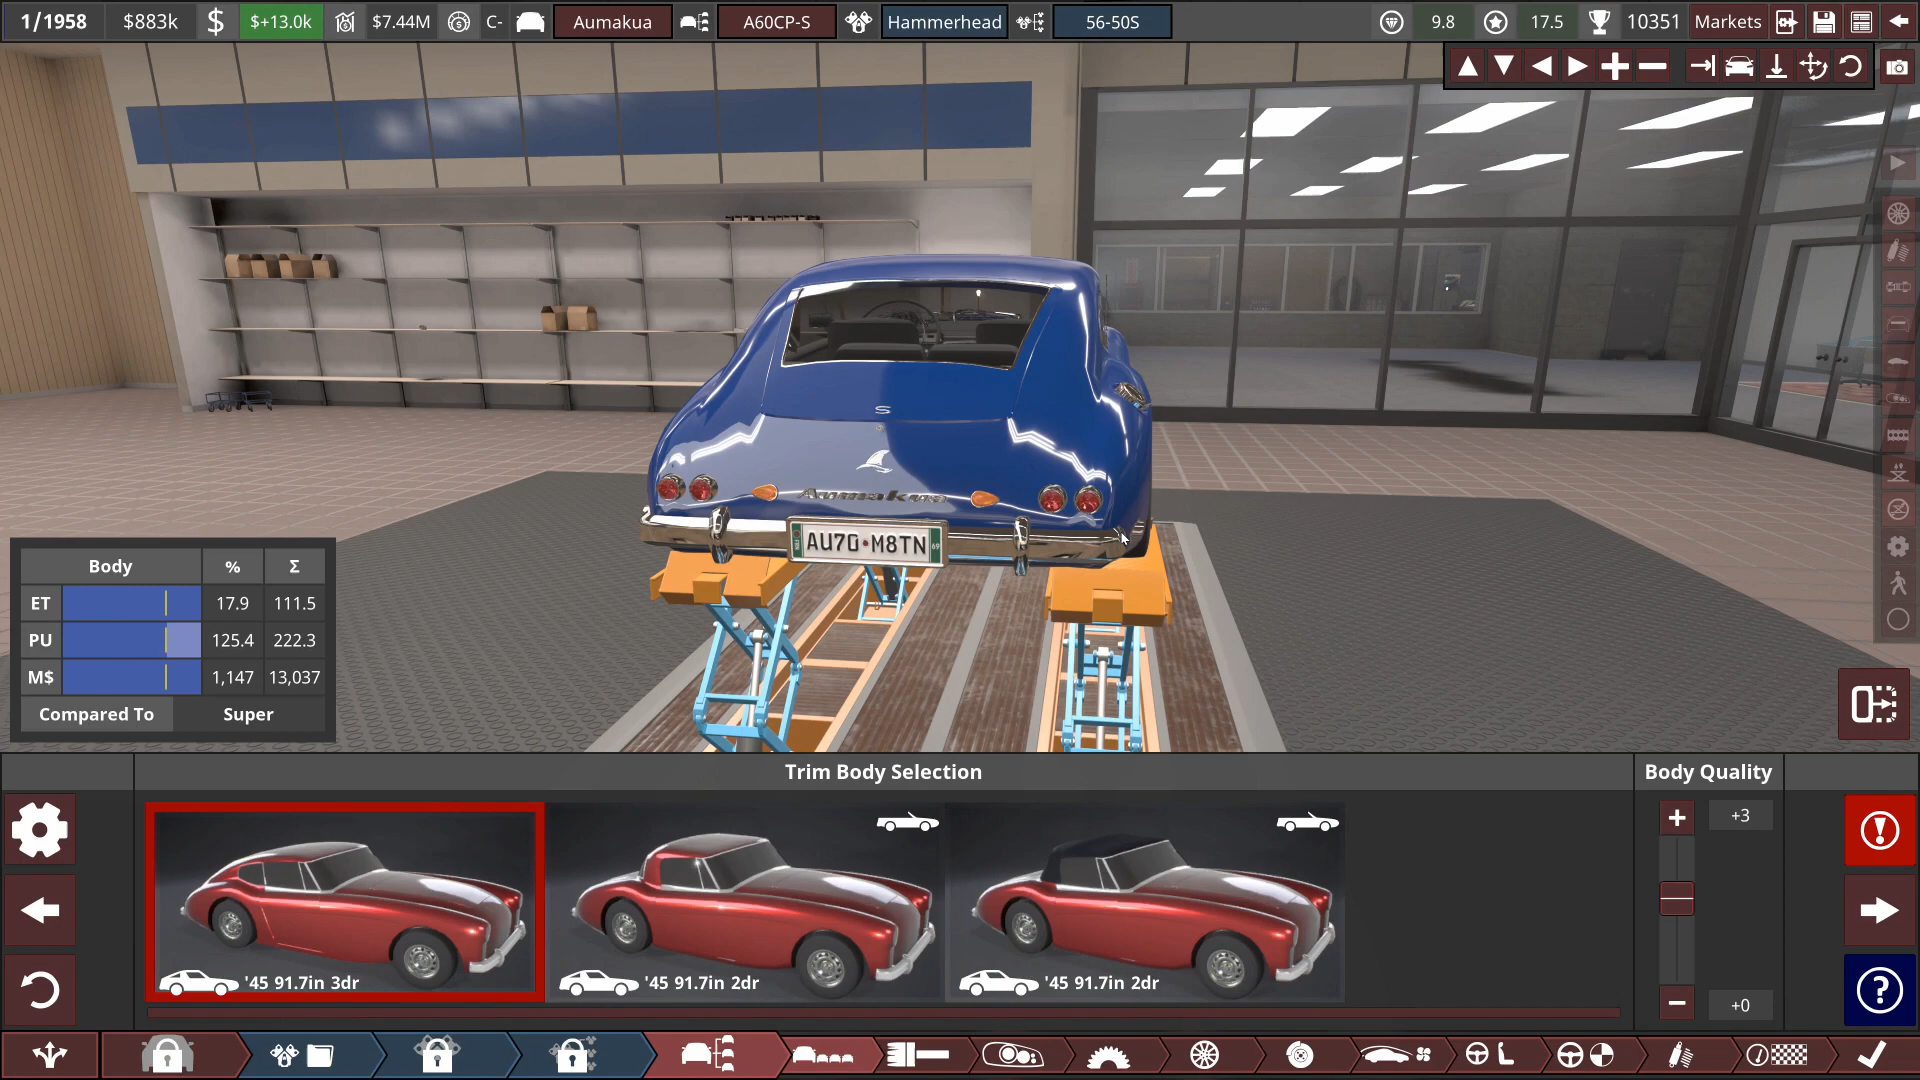 1/1958 $883k $+13.0k $7.44M C- Aumakua A60CP-S Hammerhead 56-50S 9.8 17.5 10351 Markets
S
Aumakua
AU70·M8TN
Body % Σ
ET 17.9 111.5
PU 125.4 222.3
M$ 1,147 13,037
Compared To Super
Trim Body Selection
Body Quality
+3
'45 91.7in 3dr
'45 91.7in 2dr
'45 91.7in 2dr
+0